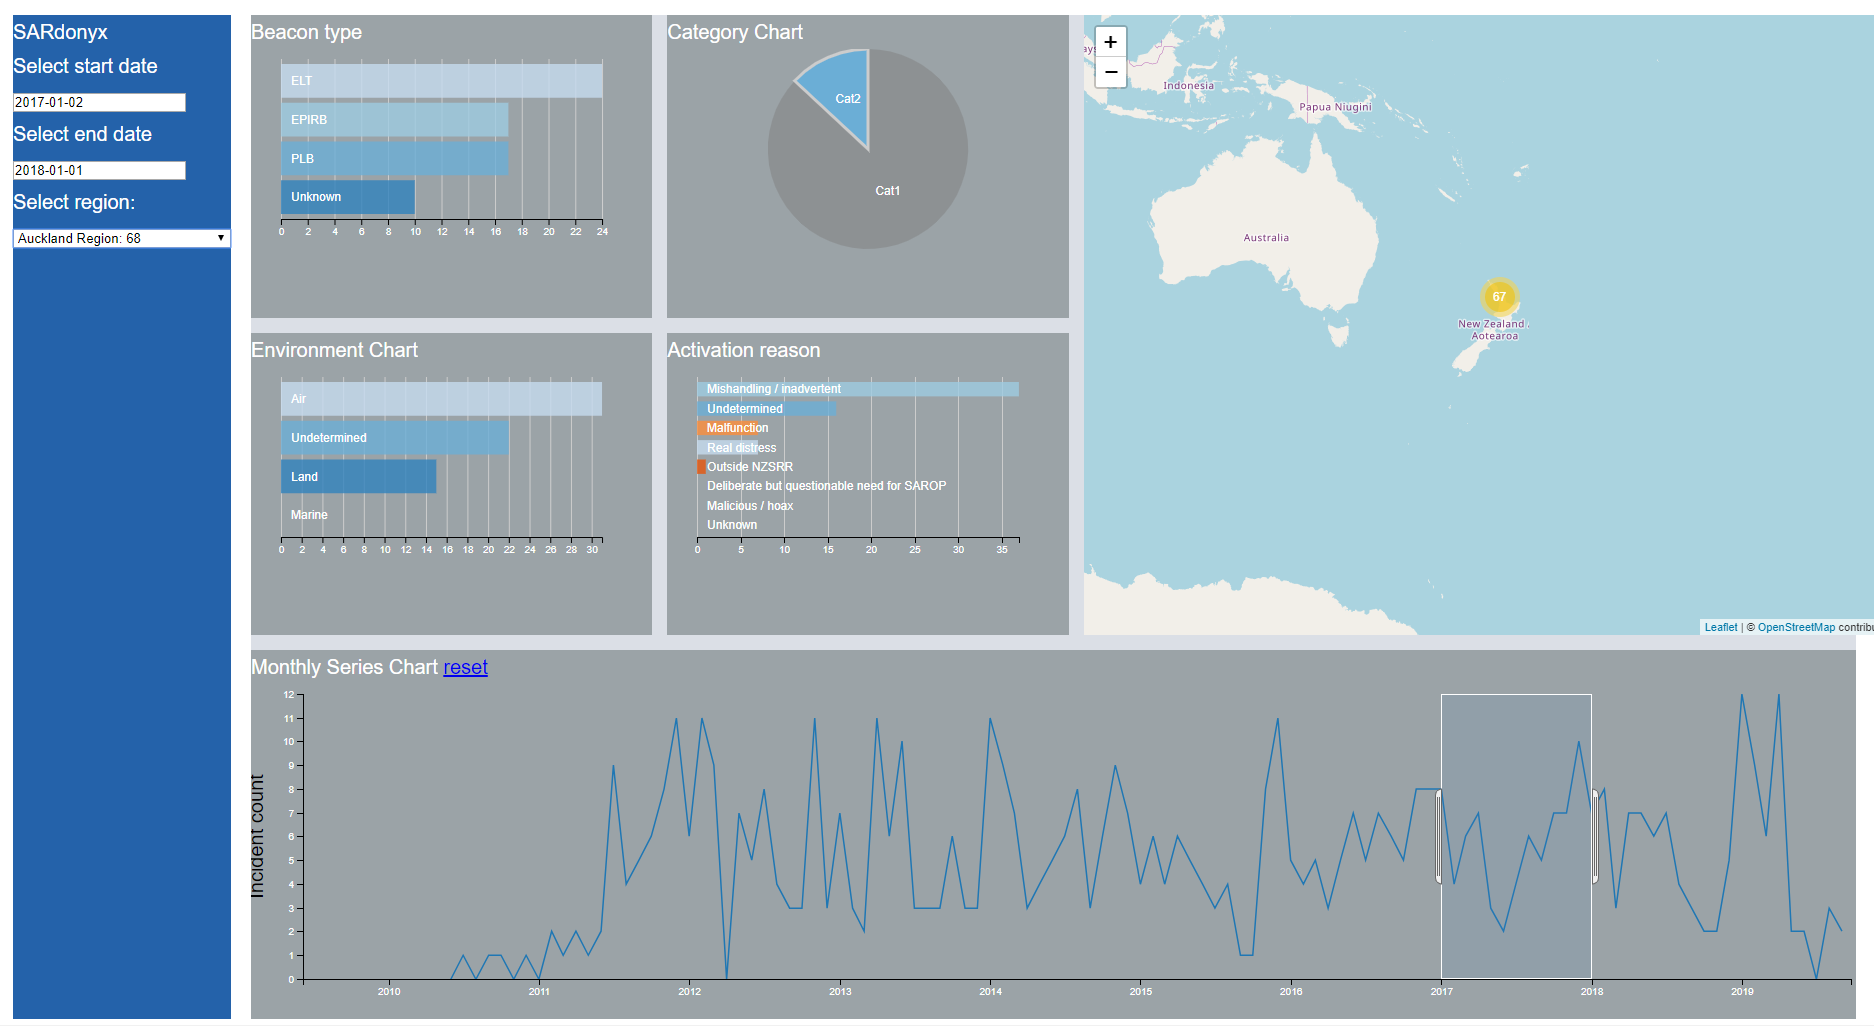 SARdonyx
Select start date
2017-01-02
Select end date
2018-01-01
Select region:
Auckland Region: 68
Beacon type
ELT
EPIRB
PLB
Unknown
0 2 4 6 8 10 12 14 16 18 20 22 24
Category Chart
Cat2
Cat1
Environment Chart
Air
Undetermined
Land
Marine
0 2 4 6 8 10 12 14 16 18 20 22 24 26 28 30
Activation reason
Mishandling / inadvertent
Undetermined
Malfunction
Real distress
Outside NZSRR
Deliberate but questionable need for SAROP
Malicious / hoax
Unknown
0 5 10 15 20 25 30 35
+
−
Indonesia
Papua Niugini
Australia
67
New Zealand
Aotearoa
Leaflet | © OpenStreetMap contribu
Monthly Series Chart reset
Incident count
12
11
10
9
8
7
6
5
4
3
2
1
0
2010 2011 2012 2013 2014 2015 2016 2017 2018 2019